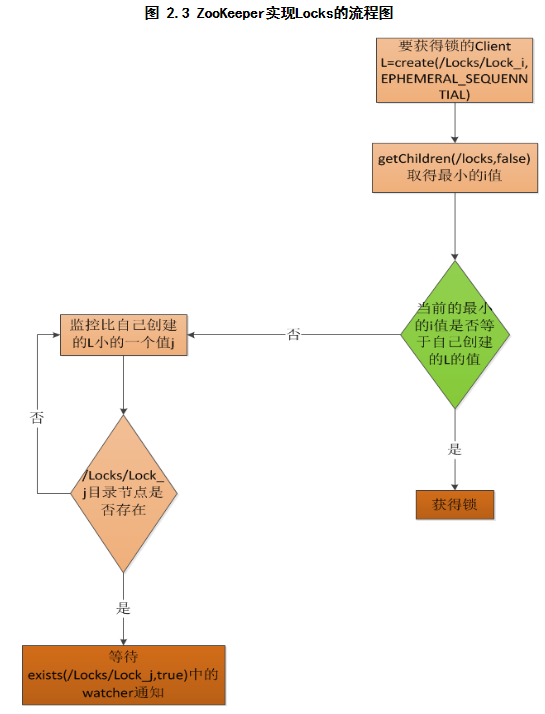 图 2.3 ZooKeeper实现Locks的流程图
要获得锁的Client
L=create(/Locks/Lock_i,
EPHEMERAL_SEQUENN
TIAL)
getChildren(/locks,false)
取得最小的i值
当前的最小
的i值是否等
于自己创建
的L的值
否
监控比自己创建
的L小的一个值j
是
获得锁
/Locks/Lock_
j目录节点是
否存在
否
是
等待
exists(/Locks/Lock_j,true)中的
watcher通知